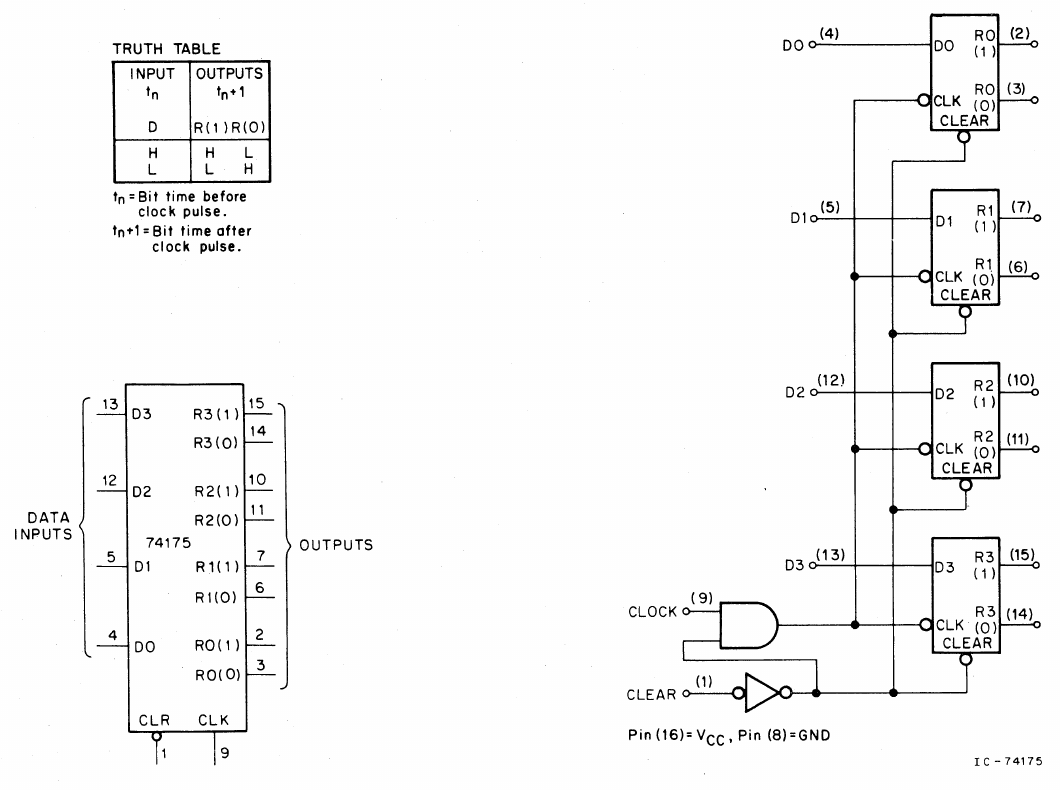 TRUTH TABLE
INPUT OUTPUTS
tn tn+1
D R(1) R(0)
H H L
L L H
tn=Bit time before
clock pulse.
tn+1=Bit time after
clock pulse.
DATA
INPUTS
13 D3 R3(1) 15
R3(0) 14
12 D2 R2(1) 10
R2(0) 11
74175
OUTPUTS
5 D1 R1(1) 7
R1(0) 6
4 D0 R0(1) 2
R0(0) 3
CLR CLK
1 9
D0 (4) D0 R0 (1) (2)
CLK R0 (0) (3)
CLEAR
D1 (5) D1 R1 (1) (7)
CLK R1 (0) (6)
CLEAR
D2 (12) D2 R2 (1) (10)
CLK R2 (0) (11)
CLEAR
D3 (13) D3 R3 (1) (15)
CLK R3 (0) (14)
CLEAR
CLOCK (9)
CLEAR (1)
Pin (16)=VCC, Pin (8)=GND
IC-74175